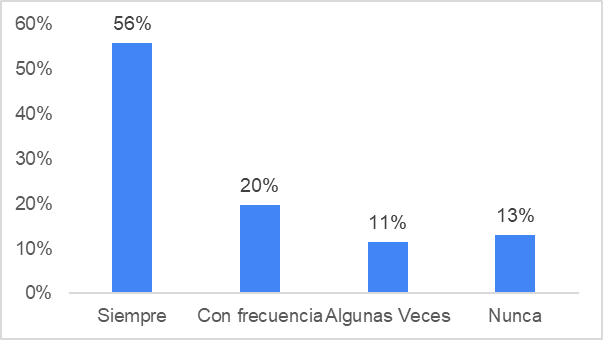 60%
50%
40%
30%
20%
10%
0%
56%
20%
11%
13%
Siempre
Con frecuencia
Algunas Veces
Nunca